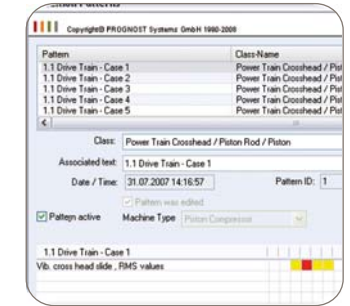 Copyright© PROGNOST Systems GmbH 1990-2008
Pattern Class-Name
1.1 Drive Train - Case 1 Power Train Crosshead / Pist
1.1 Drive Train - Case 2 Power Train Crosshead / Pist
1.1 Drive Train - Case 3 Power Train Crosshead / Pist
1.1 Drive Train - Case 4 Power Train Crosshead / Pist
1.1 Drive Train - Case 5 Power Train Crosshead / Pist
Class: Power Train Crosshead / Piston Rod / Piston
Associated text: 1.1 Drive Train - Case 1
Date / Time: 31.07.2007 14:16:57 Pattern ID: 1
Pattern was edited
Pattern active Machine Type Piston Compressor
1.1 Drive Train - Case 1
Vib. cross head slide , RMS values